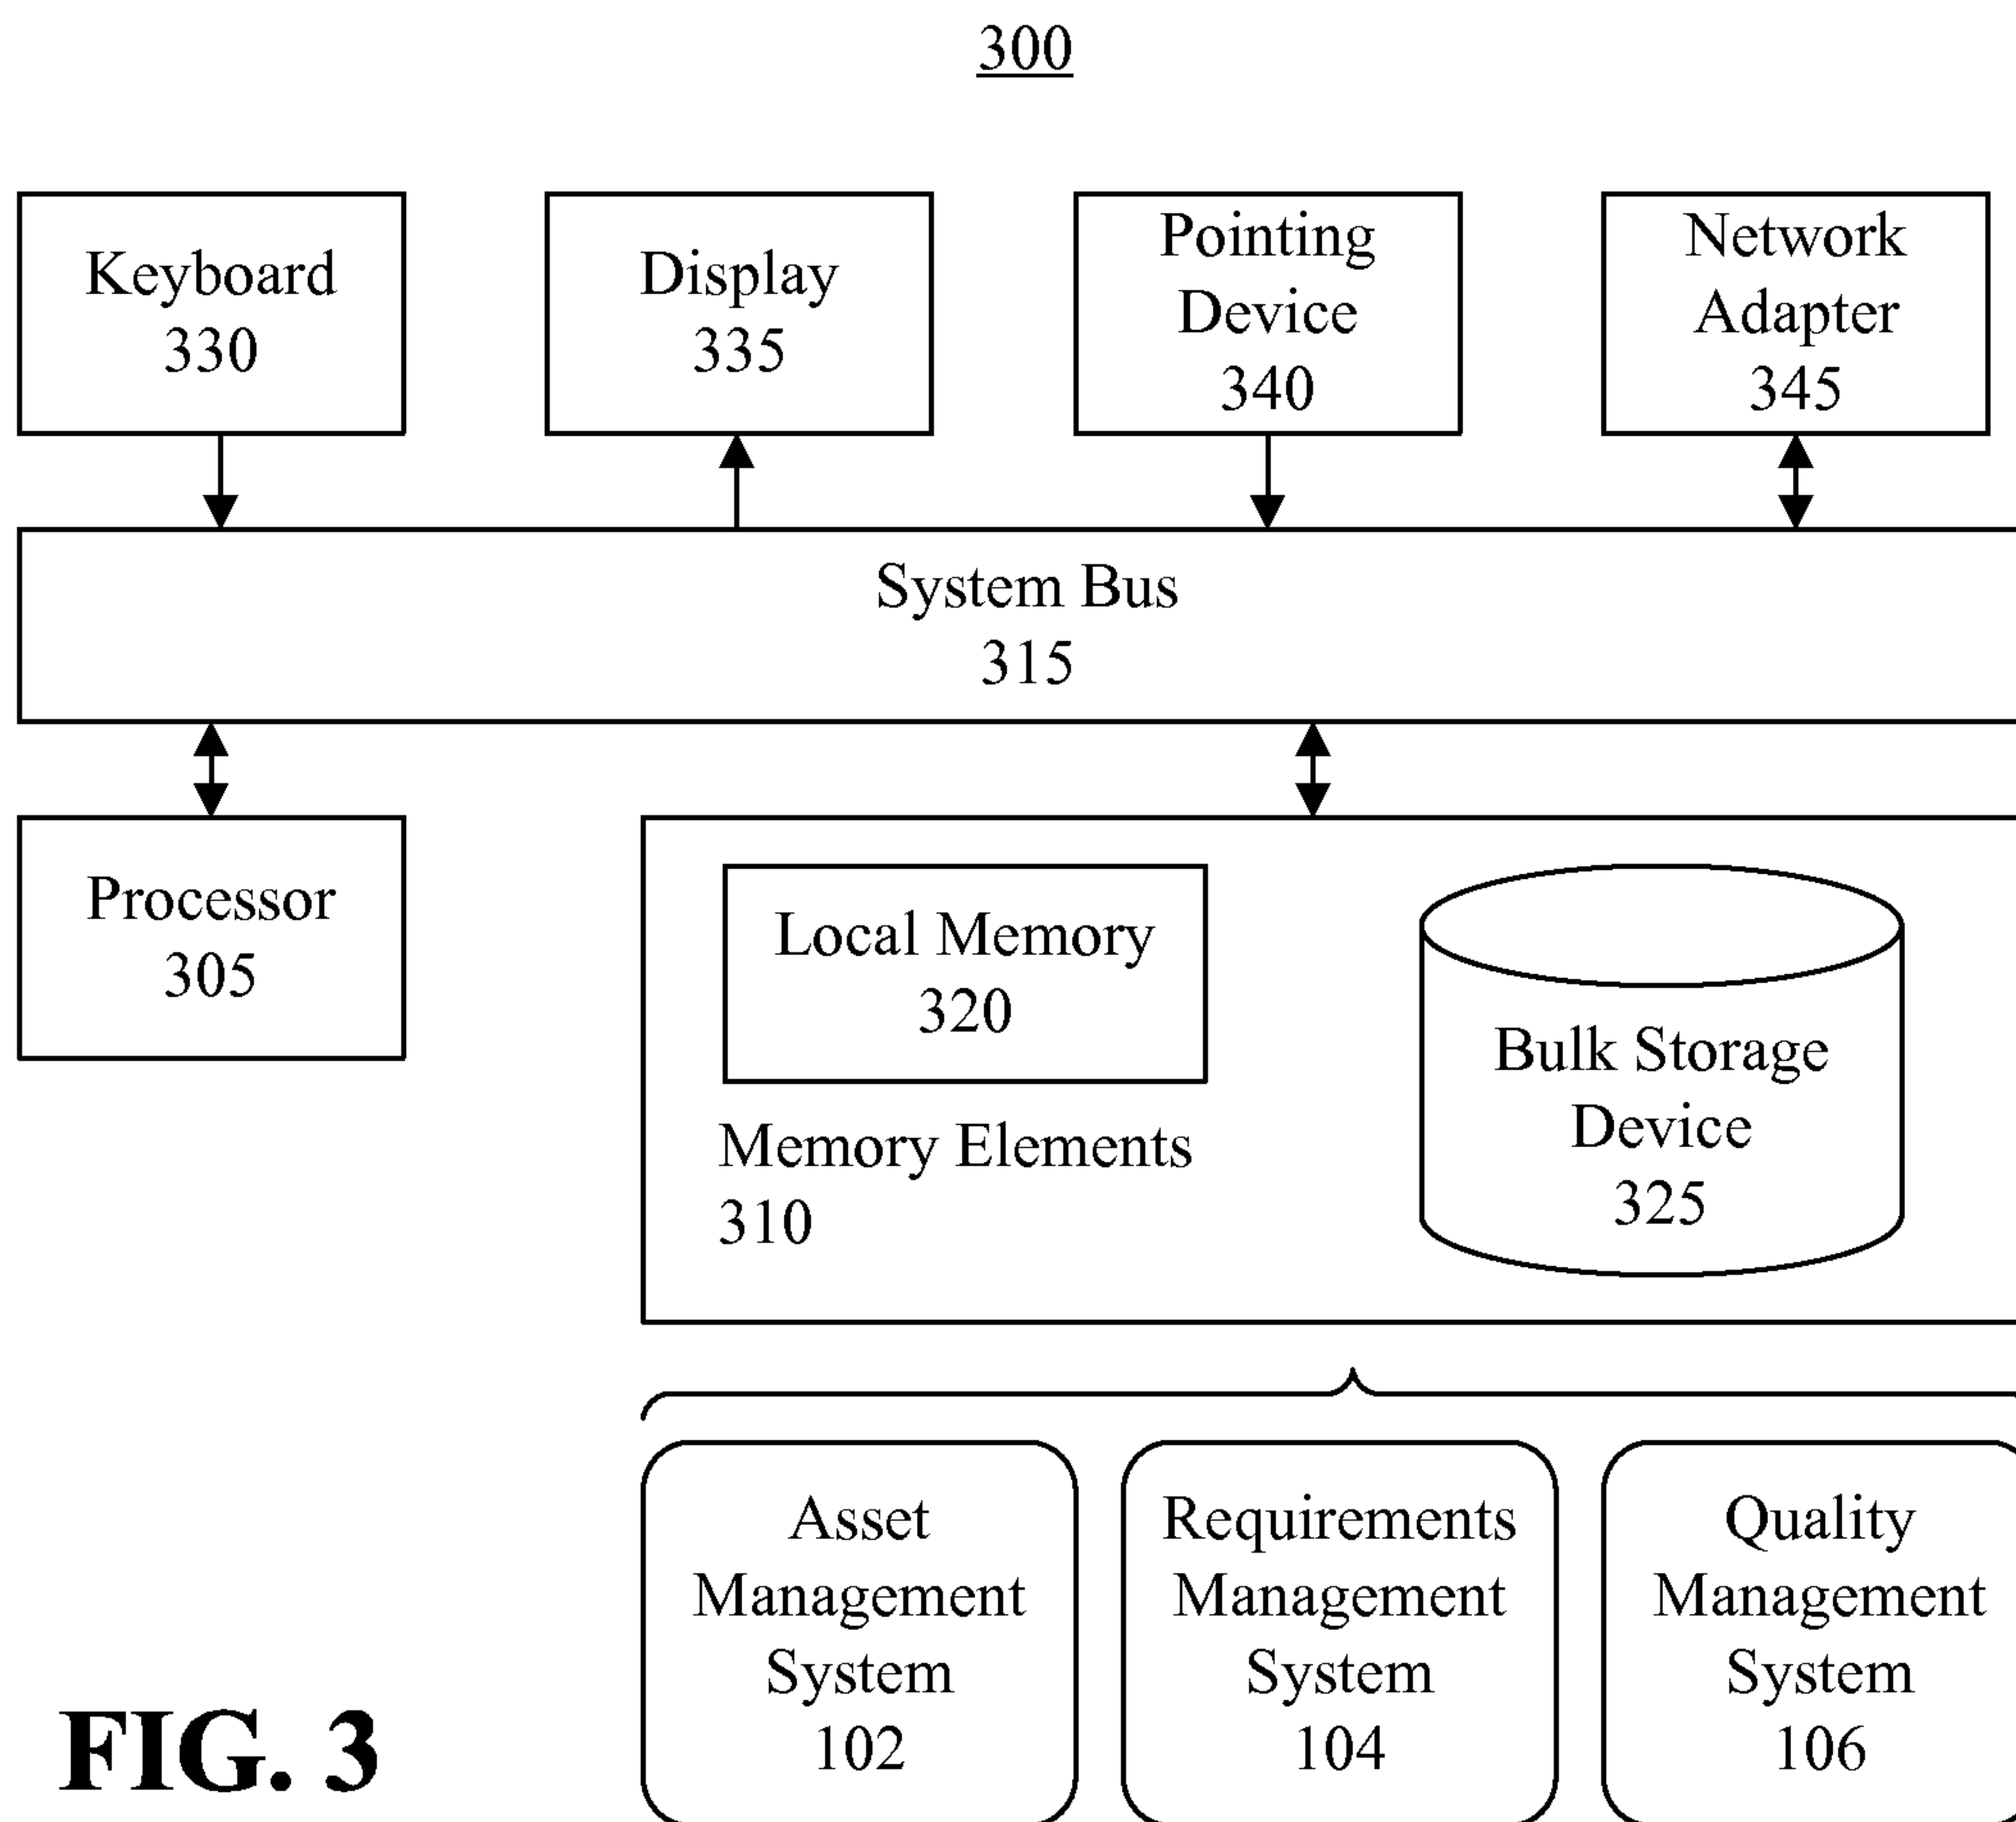 300
Keyboard
330
Display
335
Pointing
Device
340
Network
Adapter
345
System Bus
315
Processor
305
Local Memory
320
Memory Elements
310
Bulk Storage
Device
325
Asset
Management
System
102
Requirements
Management
System
104
Quality
Management
System
106
FIG. 3